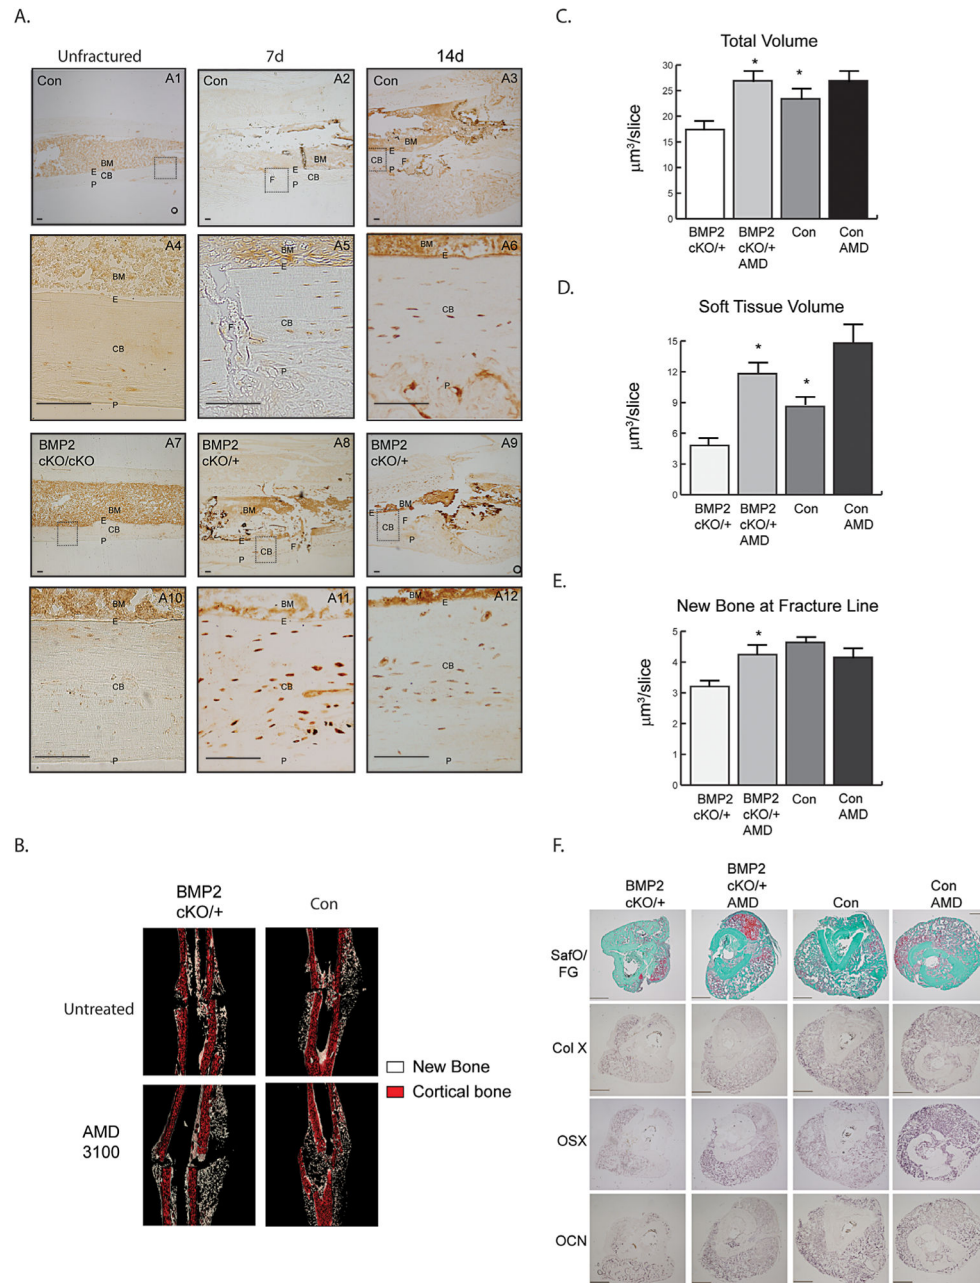 A.
Unfractured
7d
14d
Con
A1
BM
E
CB
P
Con
A2
BM
E
CB
F
P
Con
A3
CB
E
F
P
A4
BM
E
CB
P
A5
BM
E
CB
F
P
A6
BM
E
CB
P
BMP2
cKO/cKO
A7
BM
E
CB
P
BMP2
cKO/+
A8
BM
E
CB
F
P
BMP2
cKO/+
A9
BM
E
CB
F
P
A10
BM
E
CB
P
A11
BM
E
CB
P
A12
BM
E
CB
P
B.
BMP2
cKO/+
Con
Untreated
AMD
3100
New Bone
Cortical bone
C.
Total Volume
µm³/slice
30
25
20
15
10
5
0
*
*
BMP2
cKO/+
BMP2
cKO/+
AMD
Con
Con
AMD
D.
Soft Tissue Volume
µm³/slice
15
12
9
6
3
0
*
*
BMP2
cKO/+
BMP2
cKO/+
AMD
Con
Con
AMD
E.
New Bone at Fracture Line
µm³/slice
5
4
3
2
1
0
*
BMP2
cKO/+
BMP2
cKO/+
AMD
Con
Con
AMD
F.
BMP2
cKO/+
BMP2
cKO/+
AMD
Con
Con
AMD
SafO/
FG
Col X
OSX
OCN